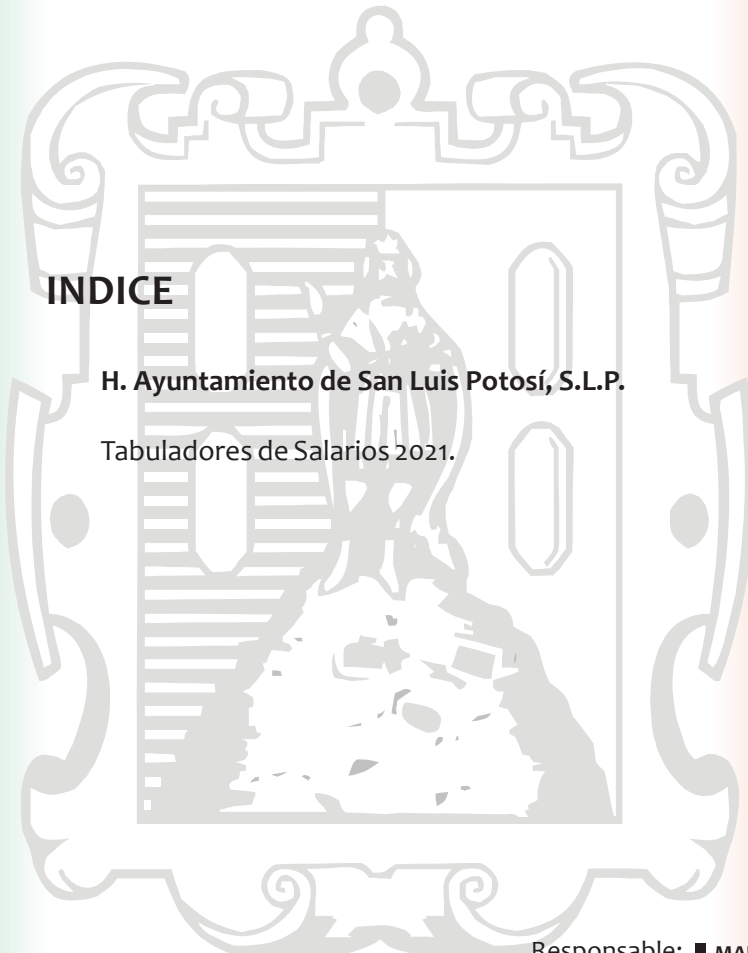 INDICE
H. Ayuntamiento de San Luis Potosí, S.L.P.
Tabuladores de Salarios 2021.
Responsable: